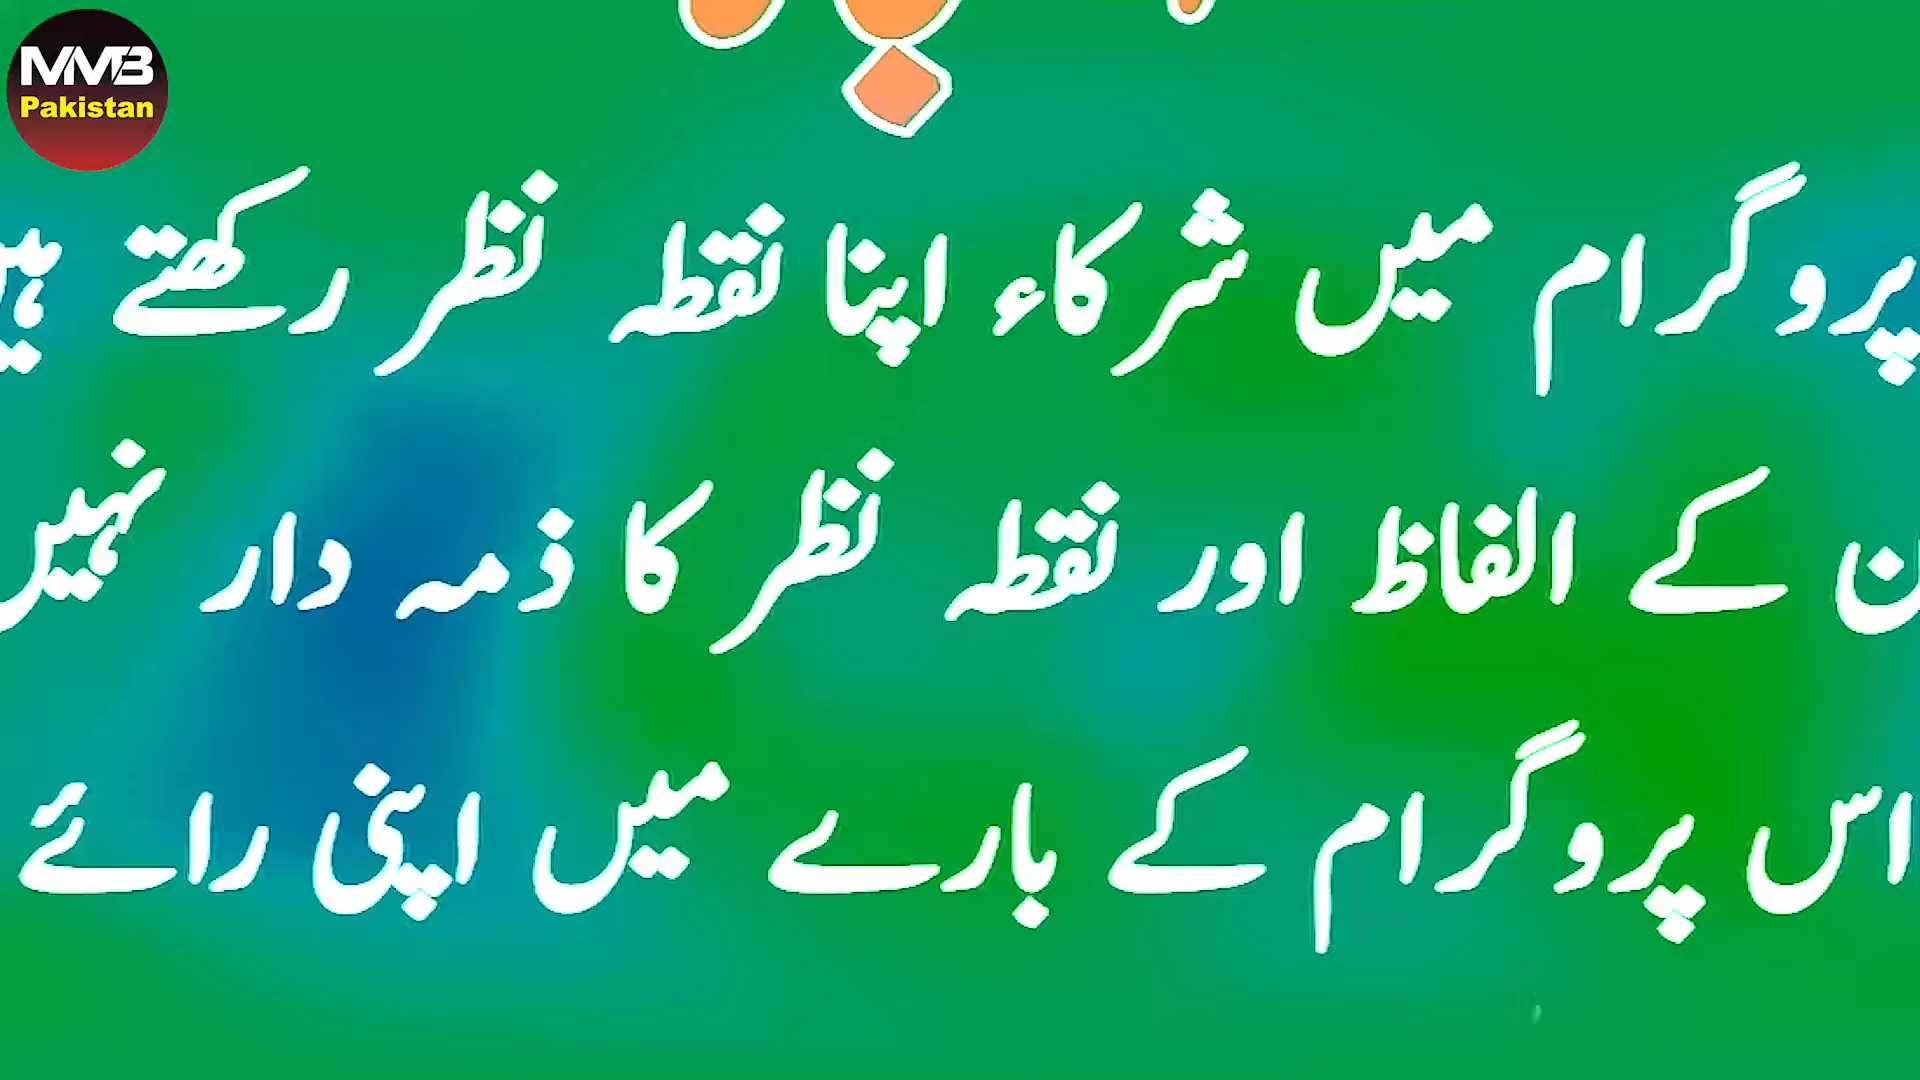 MMB
Pakistan
پروگرام میں شرکاء اپنا نقطہ نظر رکھتے
کے الفاظ اور نقطہ نظر کا ذمہ دار نہیں
اس پروگرام کے بارے میں اپنی رائے